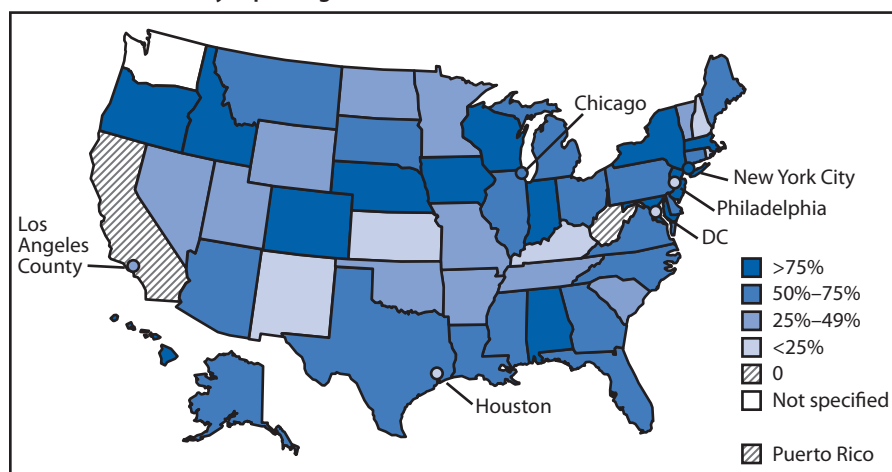 Chicago
New York City
Philadelphia
DC
Los
Angeles
County
Houston
>75%
50%–75%
25%–49%
<25%
0
Not specified
Puerto Rico